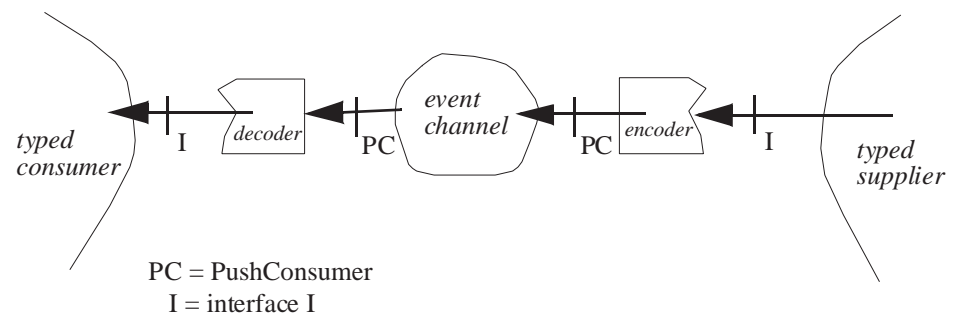 typed
consumer
I
decoder
PC
event
channel
PC
encoder
I
typed
supplier
PC = PushConsumer
I = interface I